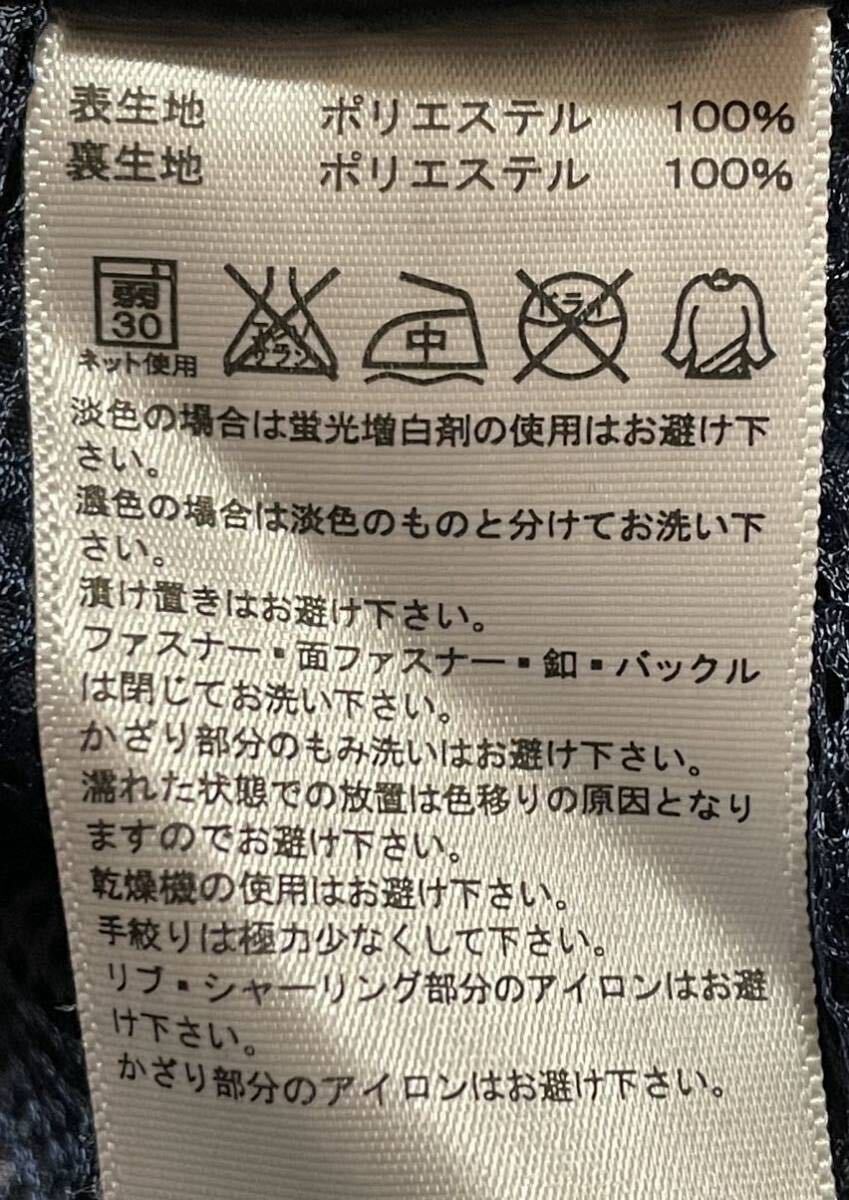 表生地 ポリエステル 100%
裏生地 ポリエステル 100%
弱
30
ネット使用
エンソ
サラシ
中
ドライ
淡色の場合は蛍光増白剤の使用はお避け下
さい。
濃色の場合は淡色のものと分けてお洗い下
さい。
漬け置きはお避け下さい。
ファスナー・面ファスナー・釦・バックル
は閉じてお洗い下さい。
かざり部分のもみ洗いはお避け下さい。
濡れた状態での放置は色移りの原因となり
ますのでお避け下さい。
乾燥機の使用はお避け下さい。
手絞りは極力少なくして下さい。
リブ・シャーリング部分のアイロンはお避
け下さい。
かざり部分のアイロンはお避け下さい。